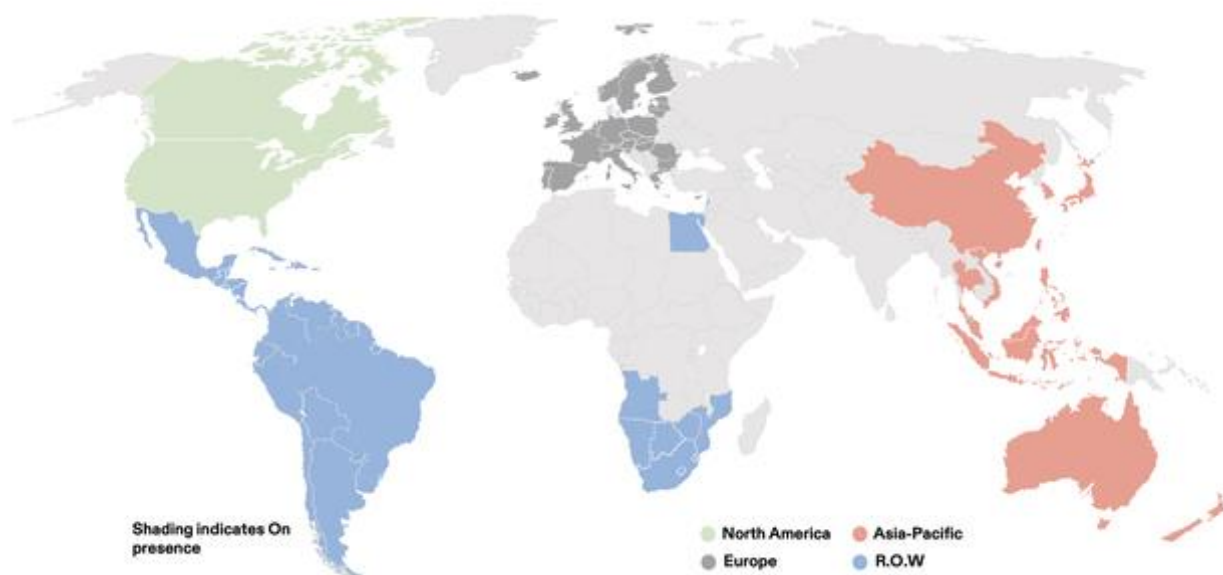 Shading indicates On
presence
North America
Asia-Pacific
Europe
R.O.W